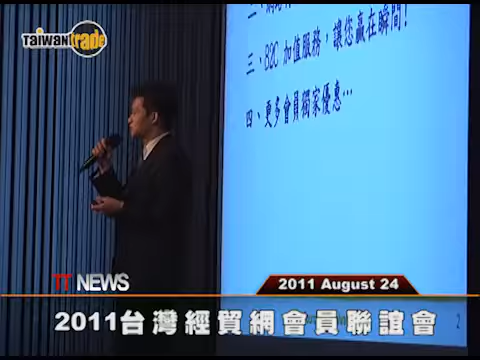 TAIWANtrade
三、B2C 加值服務，讓您贏在瞬間!
四、更多會員獨家優惠…
TT NEWS
2011 August 24
2011台灣經貿網會員聯誼會
2